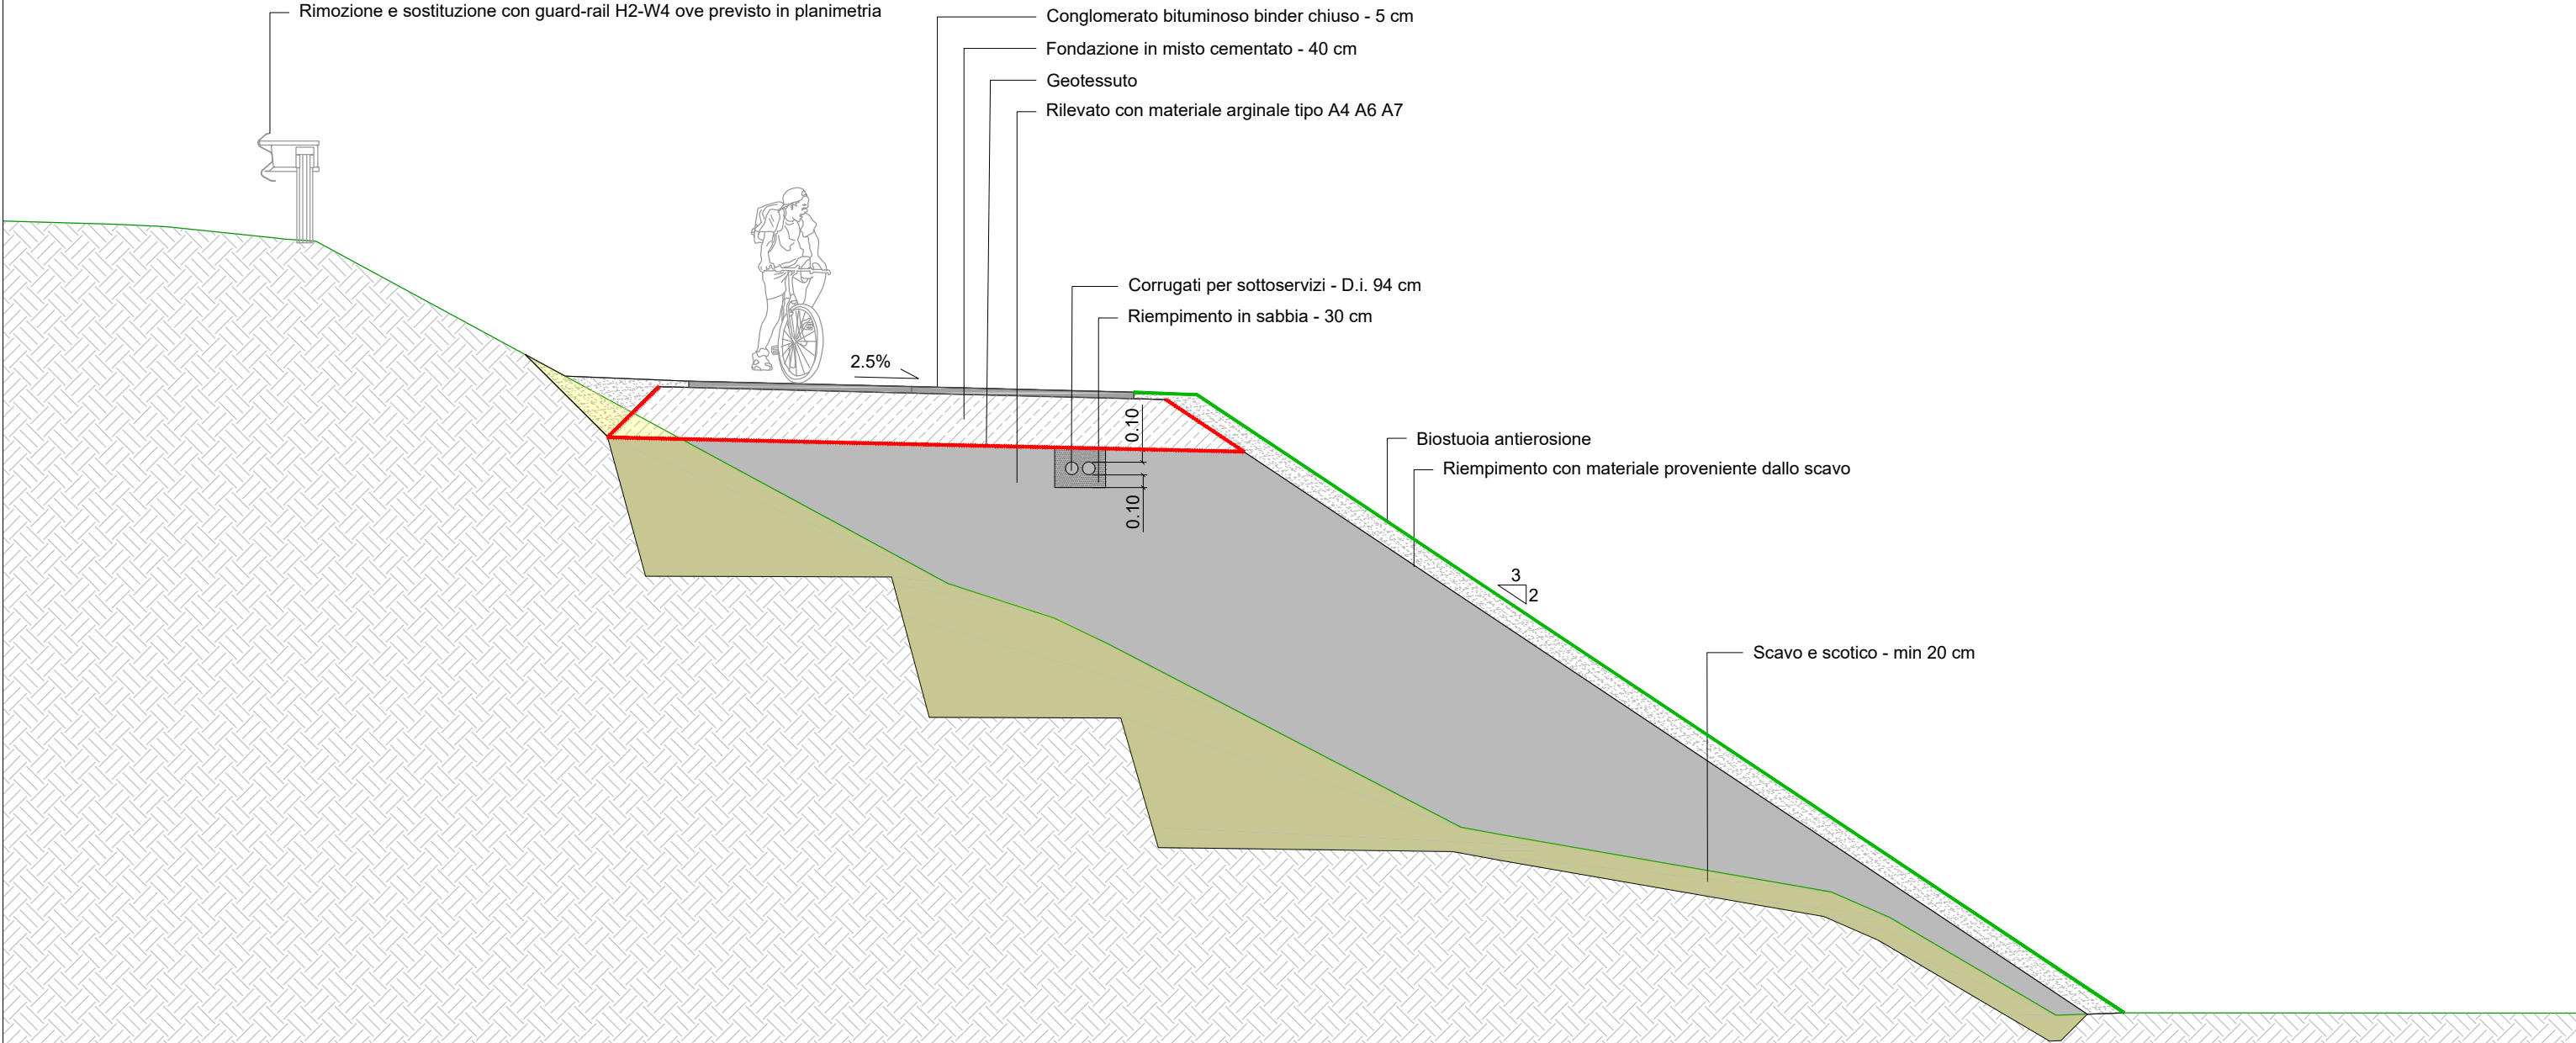 Rimozione e sostituzione con guard-rail H2-W4 ove previsto in planimetria
Conglomerato bituminoso binder chiuso - 5 cm
Fondazione in misto cementato - 40 cm
Geotessuto
Rilevato con materiale arginale tipo A4 A6 A7
Corrugati per sottoservizi - D.i. 94 cm
Riempimento in sabbia - 30 cm
2.5%
0.10
0.10
Biostuoia antierosione
Riempimento con materiale proveniente dallo scavo
3
2
Scavo e scotico - min 20 cm